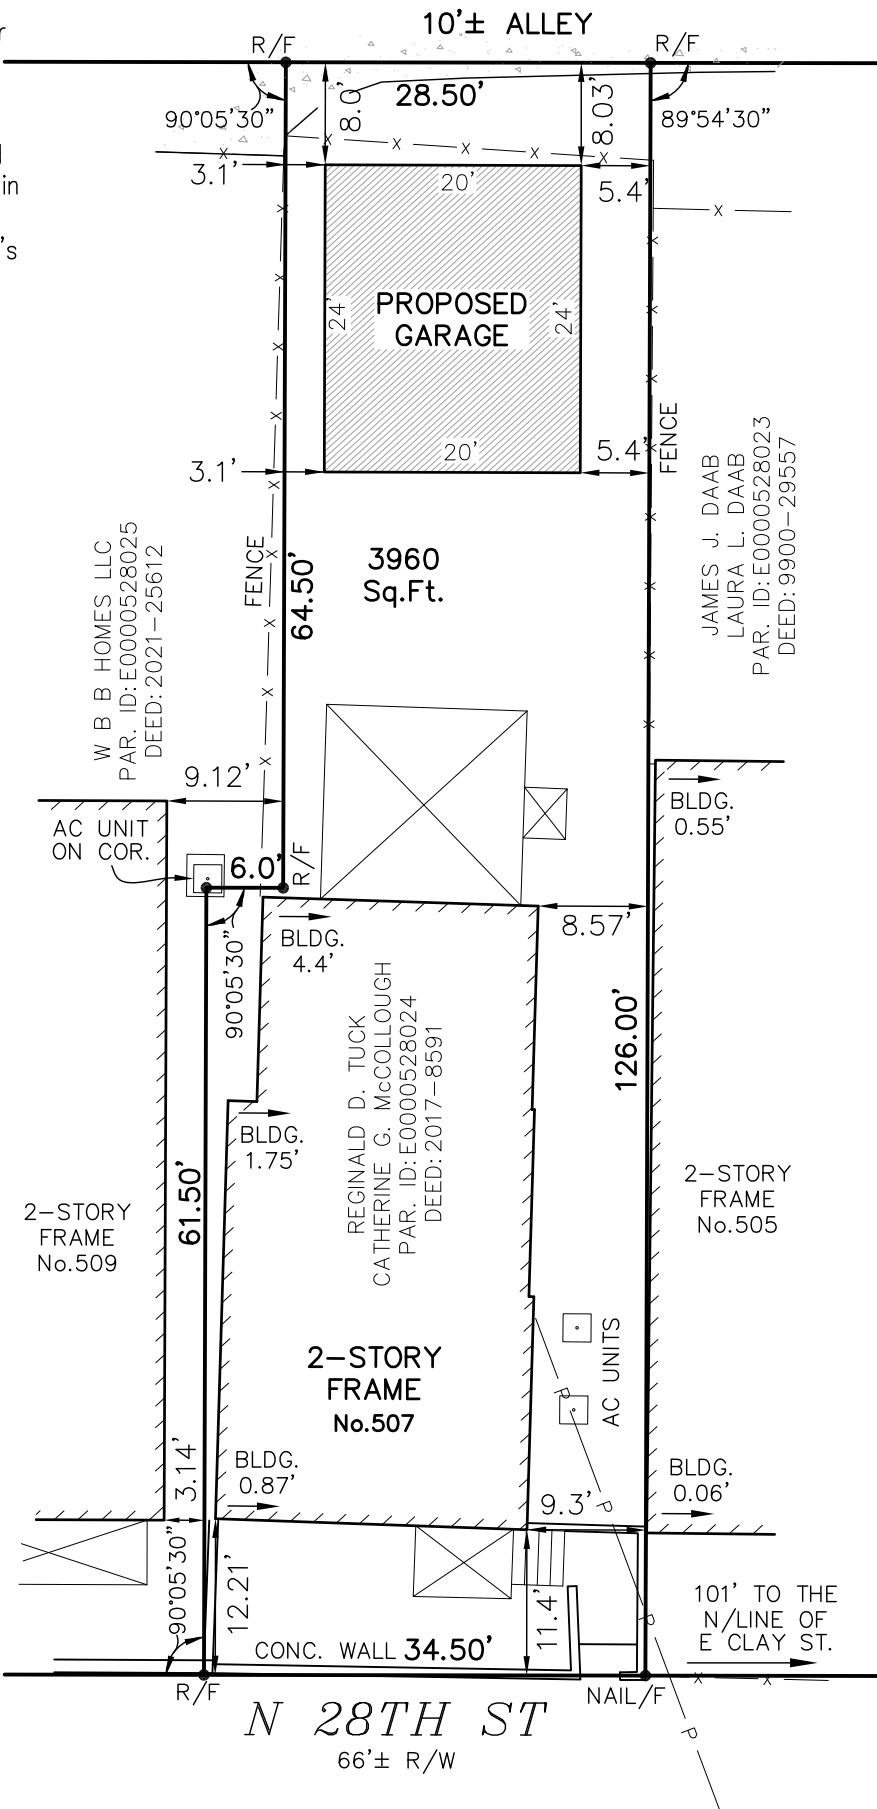 10'± ALLEY
r
R/F
R/F
90°05'30"
8.0'
28.50'
8.03'
89°54'30"
in
3.1'
20'
5.4'
's
PROPOSED
GARAGE
24'
24'
3.1'
20'
5.4'
FENCE
FENCE
64.50'
3960
Sq.Ft.
W B B HOMES LLC
PAR. ID:E0000528025
DEED:2021-25612
JAMES J. DAAB
LAURA L. DAAB
PAR. ID:E0000528023
DEED:9900-29557
9.12'
BLDG.
0.55'
AC UNIT
ON COR.
6.0'
R/F
90°05'30"
BLDG.
4.4'
8.57'
126.00'
REGINALD D. TUCK
CATHERINE G. McCOLLOUGH
PAR. ID:E0000528024
DEED:2017-8591
BLDG.
1.75'
61.50'
2-STORY
FRAME
No.509
2-STORY
FRAME
No.505
2-STORY
FRAME
No.507
AC UNITS
P
BLDG.
0.87'
BLDG.
0.06'
3.14'
9.3'
P
90°05'30"
12.21'
11.4'
P
101' TO THE
N/LINE OF
E CLAY ST.
CONC. WALL 34.50'
R/F
NAIL/F
N 28TH ST
P
66'± R/W